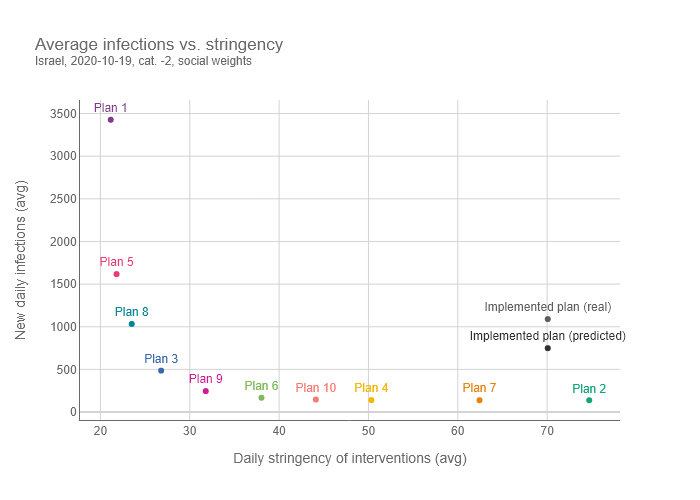 Average infections vs. stringency
Israel, 2020-10-19, cat. -2, social weights
New daily infections (avg)
3500
3000
2500
2000
1500
1000
500
0
Plan 1
Plan 5
Plan 8
Plan 3
Plan 9
Plan 6
Plan 10
Plan 4
Plan 7
Plan 2
Implemented plan (real)
Implemented plan (predicted)
20
30
40
50
60
70
Daily stringency of interventions (avg)